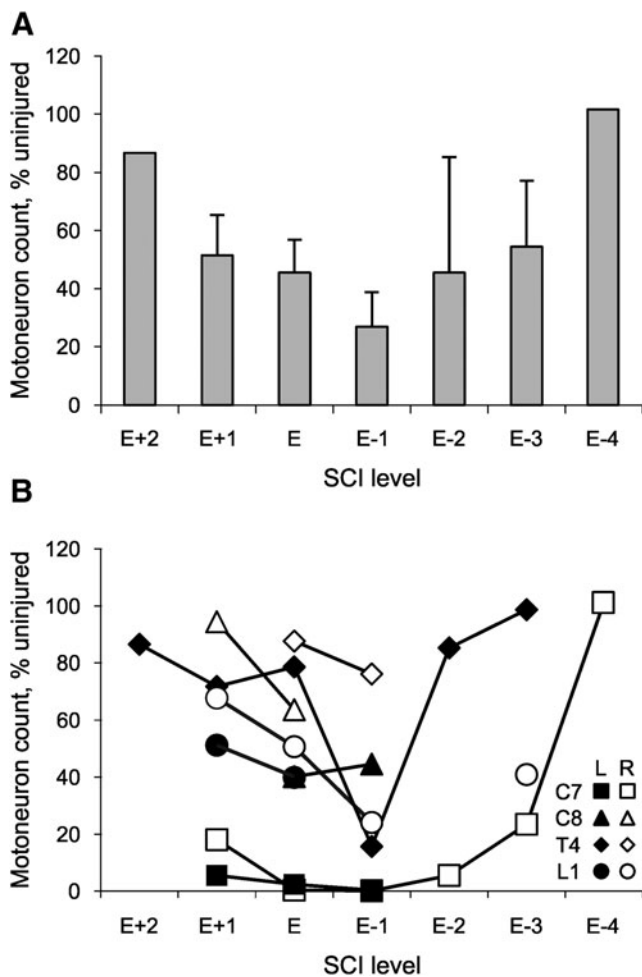 A
Motoneuron count, % uninjured
120
100
80
60
40
20
0
E+2 E+1 E E-1 E-2 E-3 E-4
SCI level
B
Motoneuron count, % uninjured
120
100
80
60
40
20
0
L R
C7
C8
T4
L1
E+2 E+1 E E-1 E-2 E-3 E-4
SCI level